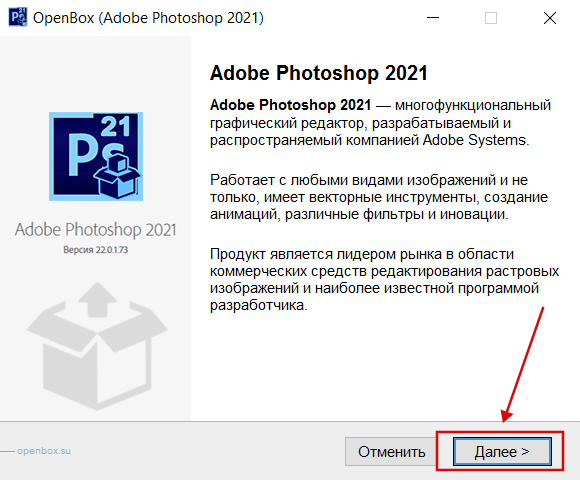 OpenBox (Adobe Photoshop 2021)
21
Ps
Adobe Photoshop 2021
Версия 22.0.1.73
Adobe Photoshop 2021
Adobe Photoshop 2021 — многофункциональный
графический редактор, разрабатываемый и
распространяемый компанией Adobe Systems.
Работает с любыми видами изображений и не
только, имеет векторные инструменты, создание
анимаций, различные фильтры и иновации.
Продукт является лидером рынка в области
коммерческих средств редактирования растровых
изображений и наиболее известной программой
разработчика.
openbox.su
Отменить
Далее >